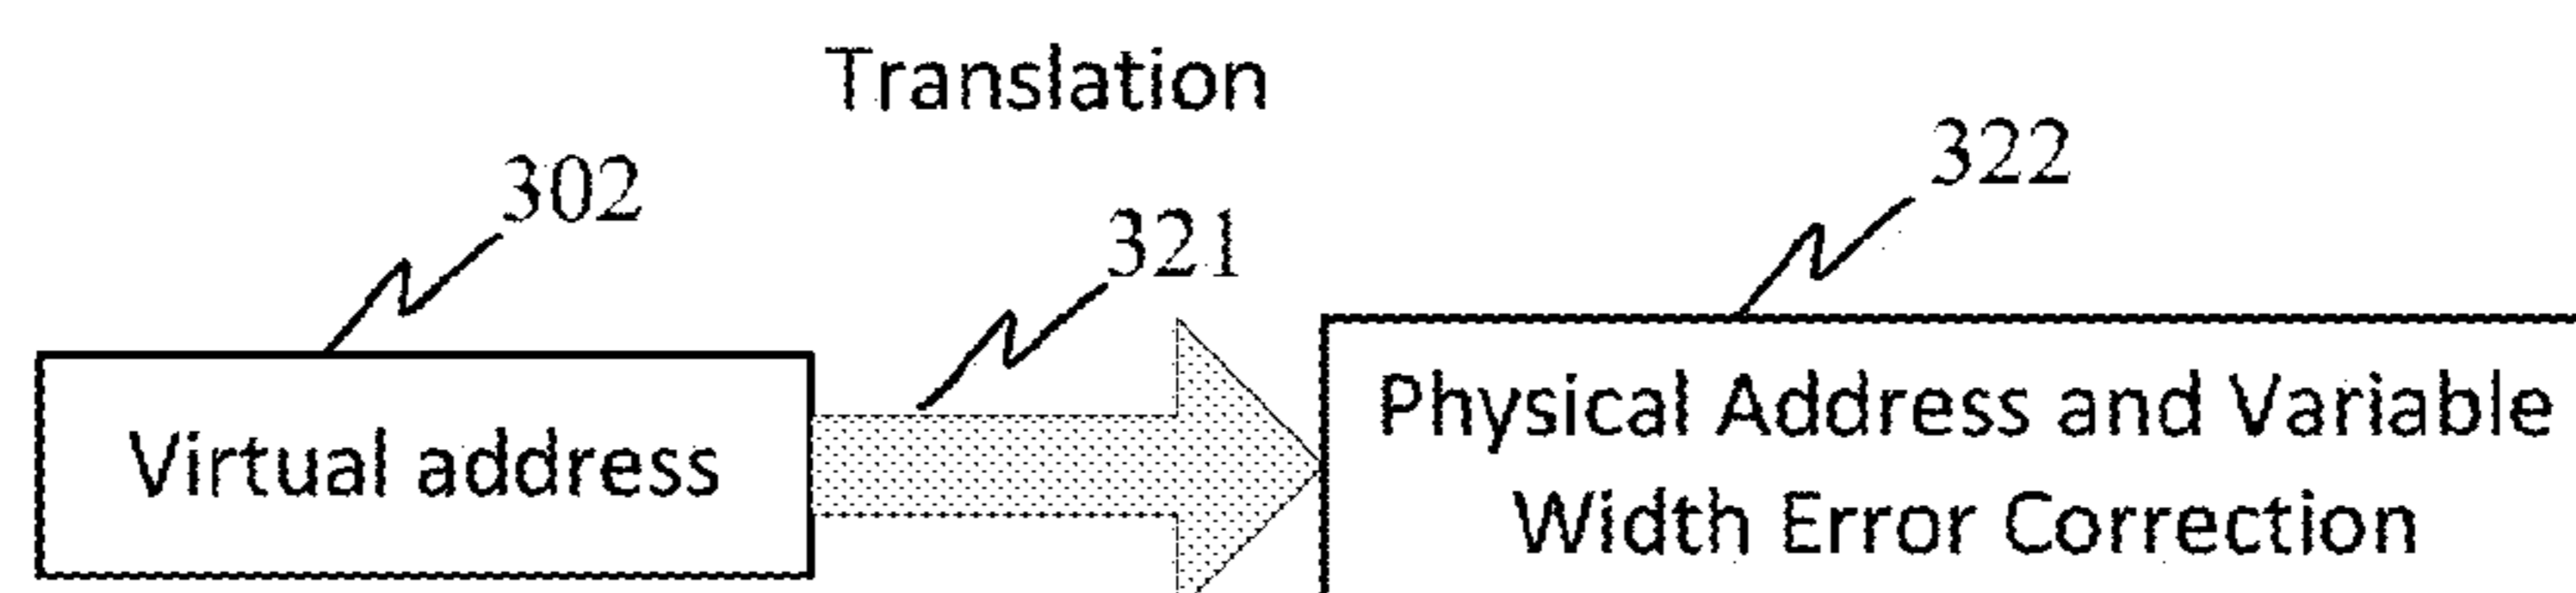 Translation
302
321
322
Virtual address
Physical Address and Variable
Width Error Correction